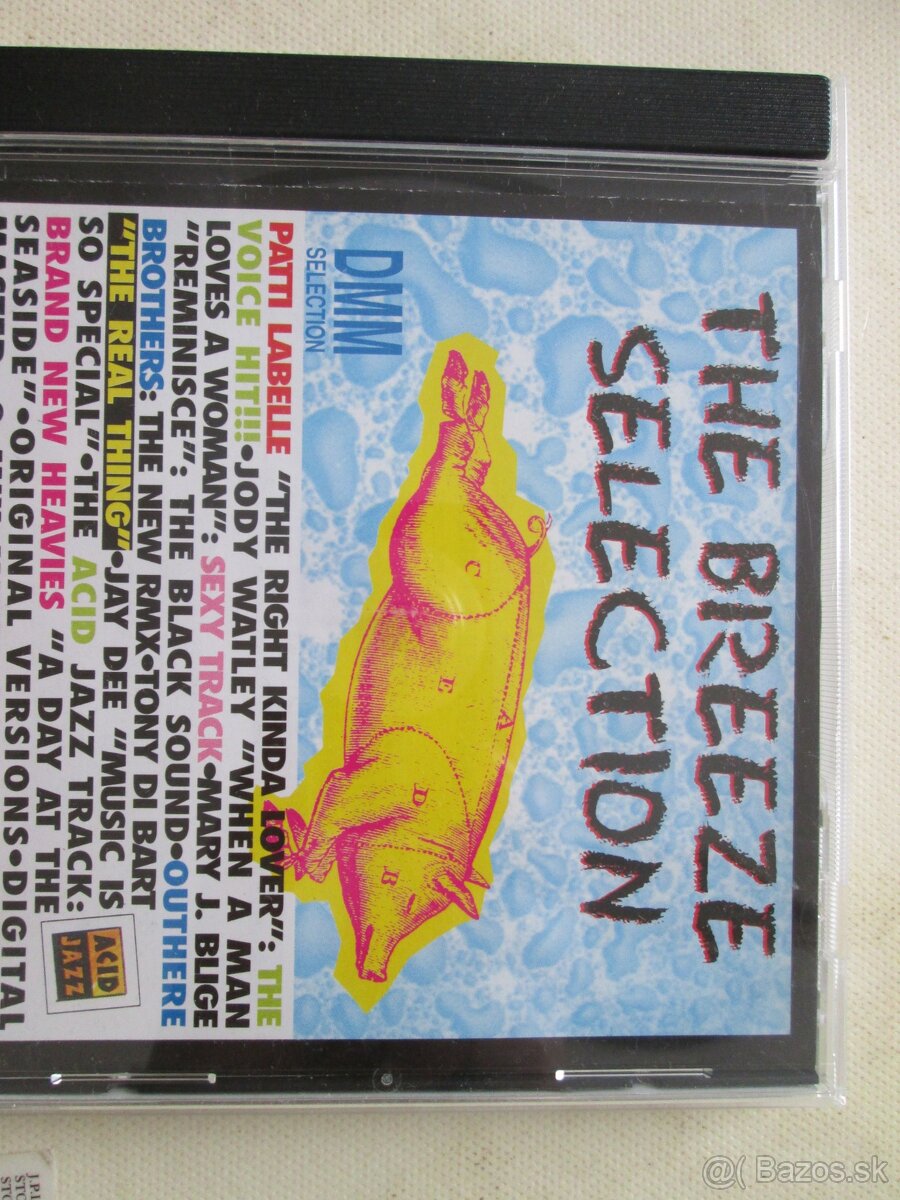 THE BREEZE
SELECTION
DMM
SELECTION
C
E
A
D
B
PATTI LABELLE "THE RIGHT KINDA LOVER": THE
VOICE HIT!!!•JODY WATLEY "WHEN A MAN
LOVES A WOMAN": SEXY TRACK•MARY J. BLIGE
"REMINISCE": THE BLACK SOUND•OUTHERE
BROTHERS: THE NEW RMX•TONY DI BART
"THE REAL THING"•JAY DEE "MUSIC IS
SO SPECIAL"•THE ACID JAZZ TRACK:
BRAND NEW HEAVIES "A DAY AT THE
SEASIDE"•ORIGINAL VERSIONS•DIGITAL
ACID
JAZZ
@( Bazos.sk